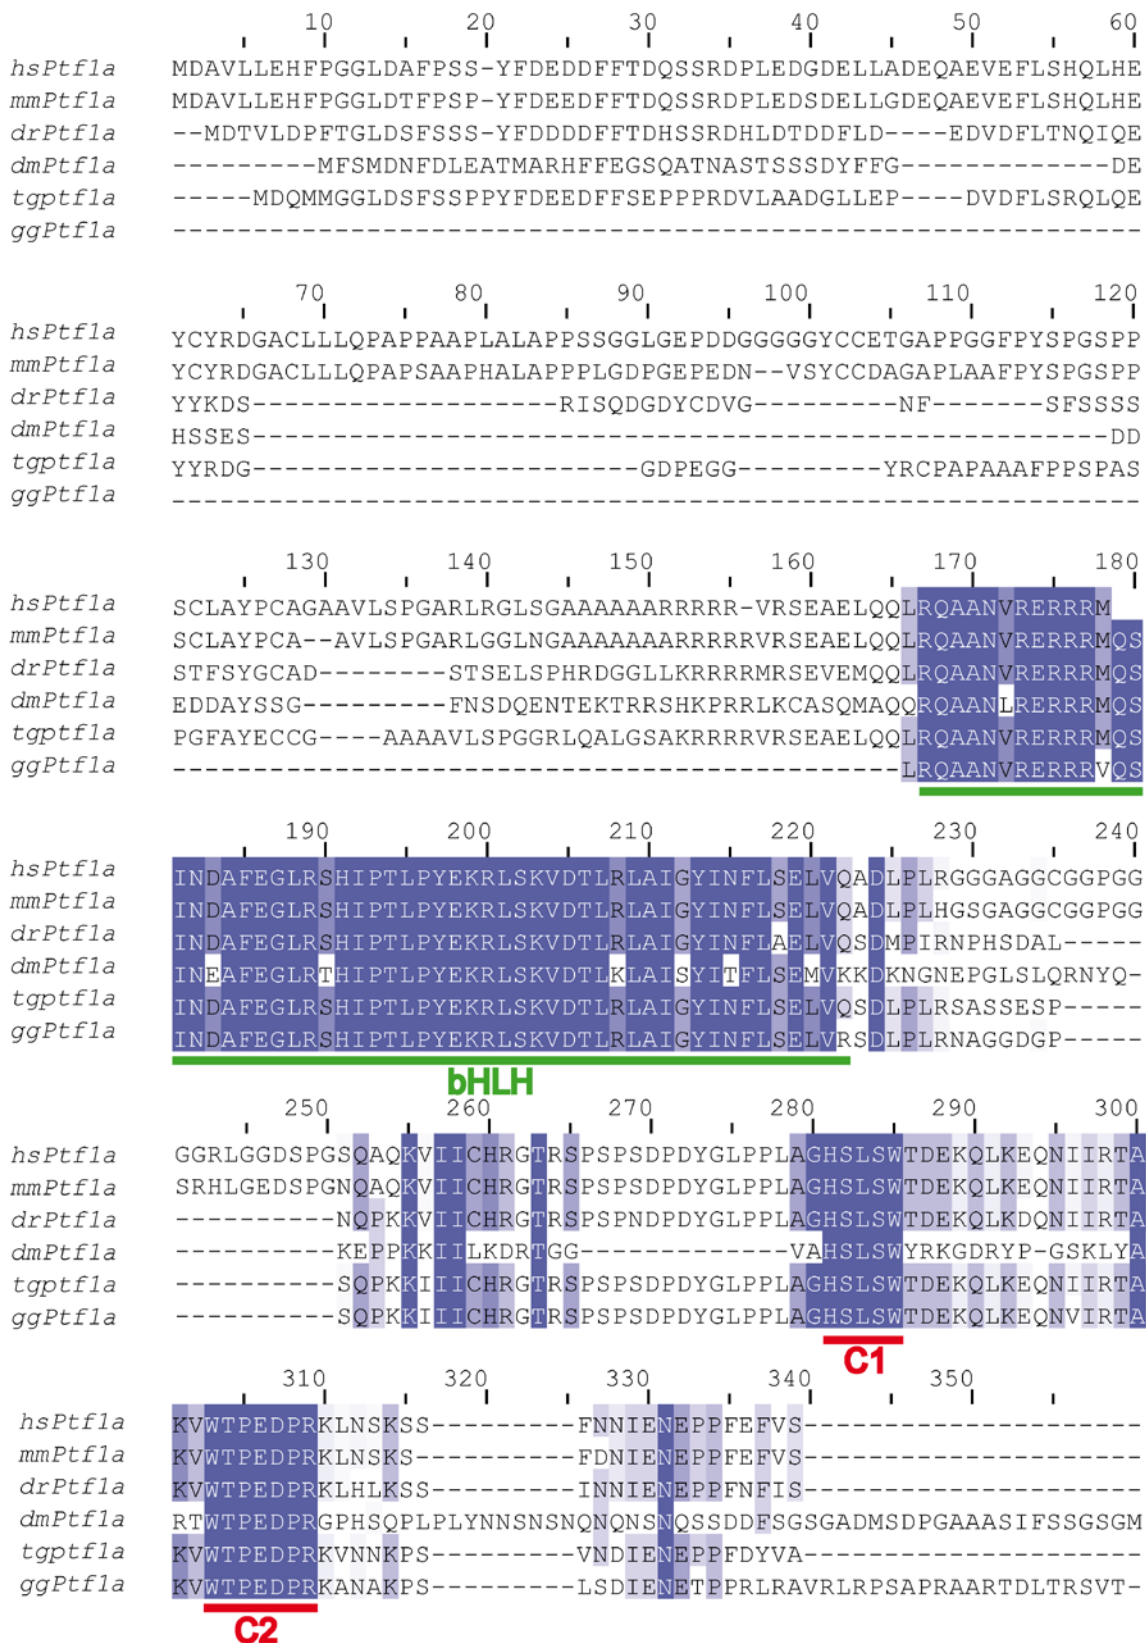 10 20 30 40 50 60
hsPtf1a MDAVLLEHFPGGLDAFPSS-YFDEDDFFTDQSSRDPLEDGDELLADEQAEVEFLSHQLHE
mmPtf1a MDAVLLEHFPGGLDTFPSP-YFDEEDFFTDQSSRDPLEDSDELLGDEQAEVEFLSHQLHE
drPtf1a --MDTVLDPFTGLDSFSSS-YFDDDDFFTDHSSRDHLDTDDFLD----EDVDFLTNQIQE
dmPtf1a ---------MFSMDNFDLEATMARHFFEGSQATNASTSSSDYFFG-------------DE
tgptf1a -----MDQMMGGLDSFSSPPYFDEEDFFSEPPPRDVLAADGLLEP----DVDFLSRQLQE
ggPtf1a ------------------------------------------------------------
70 80 90 100 110 120
hsPtf1a YCYRDGACLLLQPAPPAAPLALAPPSSGGLGEPDDGGGGGYCCETGAPPGGFPYSPGSPP
mmPtf1a YCYRDGACLLLQPAPSAAPHALAPPPLGDPGEPEDN--VSYCCDAGAPLAAFPYSPGSPP
drPtf1a YYKDS-------------------RISQDGDYCDVG---------NF-------SFSSSS
dmPtf1a HSSES-----------------------------------------------------DD
tgptf1a YYRDG------------------------GDPEGG---------YRCPAPAAAFPPSPAS
ggPtf1a ------------------------------------------------------------
130 140 150 160 170 180
hsPtf1a SCLAYPCAGAAVLSPGARLRGLSGAAAAAARRRRR-VRSEAELQQLRQAANVRERRRM
mmPtf1a SCLAYPCA--AVLSPGARLGGLNGAAAAAAARRRRRVRSEAELQQLRQAANVRERRRMQS
drPtf1a STFSYGCAD--------STSELSPHRDGGLLKRRRRMRSEVEMQQLRQAANVRERRRMQS
dmPtf1a EDDAYSSG---------FNSDQENTEKTRRSHKPRRLKCASQMAQQRQAANLRERRRMQS
tgptf1a PGFAYECCG----AAAAVLSPGGRLQALGSAKRRRRVRSEAELQQLRQAANVRERRRMQS
ggPtf1a ---------------------------------------------LRQAANVRERRRVQS
190 200 210 220 230 240
hsPtf1a INDAFEGLRSHIPTLPYEKRLSKVDTLRLAIGYINFLSELVQADLPLRGGGAGGCGGPGG
mmPtf1a INDAFEGLRSHIPTLPYEKRLSKVDTLRLAIGYINFLSELVQADLPLHGSGAGGCGGPGG
drPtf1a INDAFEGLRSHIPTLPYEKRLSKVDTLRLAIGYINFLAELVQSDMPIRNPHSDAL-----
dmPtf1a INEAFEGLRTHIPTLPYEKRLSKVDTLKLAISYITFLSEMVKKDKNGNEPGLSLQRNYQ-
tgptf1a INDAFEGLRSHIPTLPYEKRLSKVDTLRLAIGYINFLSELVQSDLPLRSASSESP-----
ggPtf1a INDAFEGLRSHIPTLPYEKRLSKVDTLRLAIGYINFLSELVRSDLPLRNAGGDGP-----
bHLH
250 260 270 280 290 300
hsPtf1a GGRLGGDSPGSQAQKVIICHRGTRSPSPSDPDYGLPPLAGHSLSWTDEKQLKEQNIIRTA
mmPtf1a SRHLGEDSPGNQAQKVIICHRGTRSPSPSDPDYGLPPLAGHSLSWTDEKQLKEQNIIRTA
drPtf1a ----------NQPKKVIICHRGTRSPSPNDPDYGLPPLAGHSLSWTDEKQLKDQNIIRTA
dmPtf1a ----------KEPPKKIILKDRTGG-------------VAHSLSWYRKGDRYP-GSKLYA
tgptf1a ----------SQPKKIIICHRGTRSPSPSDPDYGLPPLAGHSLSWTDEKQLKEQNIIRTA
ggPtf1a ----------SQPKKIIICHRGTRSPSPSDPDYGLPPLAGHSLSWTDEKQLKEQNVIRTA
C1
310 320 330 340 350
hsPtf1a KVWTPEDPRKLNSKSS---------FNNIENEPPFEFVS---------------------
mmPtf1a KVWTPEDPRKLNSKS----------FDNIENEPPFEFVS---------------------
drPtf1a KVWTPEDPRKLHLKSS---------INNIENEPPFNFIS---------------------
dmPtf1a RTWTPEDPRGPHSQPLPLYNNSNSNQNQNSNQSSDDFSGSGADMSDPGAAASIFSSGSGM
tgptf1a KVWTPEDPRKVNNKPS---------VNDIENEPPFDYVA---------------------
ggPtf1a KVWTPEDPRKANAKPS---------LSDIENETPPRLRAVRLRPSAPRAARTDLTRSVT-
C2